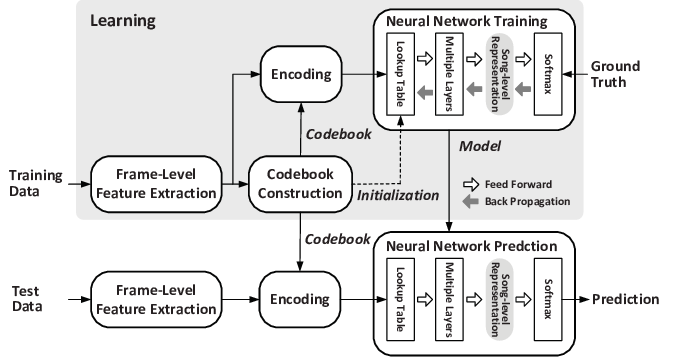 Learning
Neural Network Training
Lookup Table
Multiple Layers
Song-level
Representation
Softmax
Ground
Truth
Encoding
Codebook
Model
Training
Data
Frame-Level
Feature Extraction
Codebook
Construction
Initialization
Feed Forward
Back Propagation
Codebook
Neural Network Predction
Lookup Table
Multiple Layers
Song-level
Representation
Softmax
Test
Data
Frame-Level
Feature Extraction
Encoding
Prediction